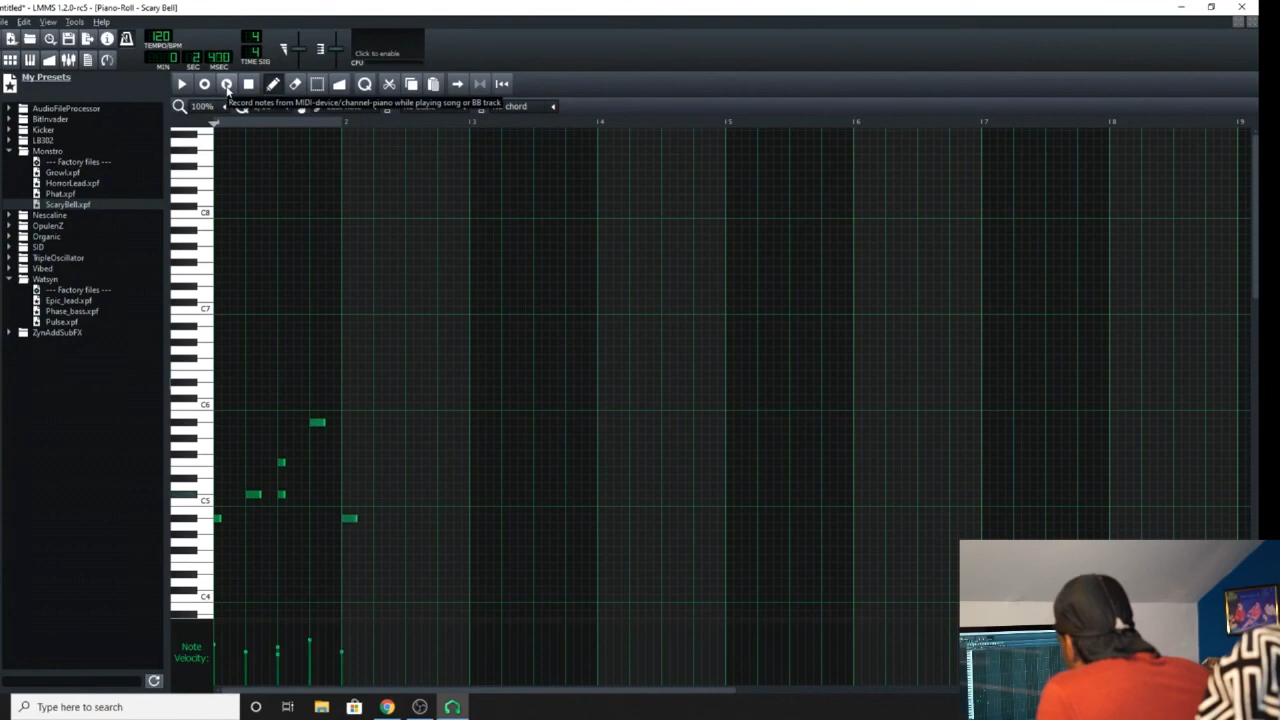 ntitled* - LMMS 1.2.0-rc5 - [Piano-Roll - Scary Bell]
ile Edit View Tools Help
120
TEMPO/BPM
4
4
TIME SIG
0 2 400
MIN SEC MSEC
Click to enable
CPU
My Presets
Record notes from MIDI-device/channel-piano while playing song or BB track
100%
chord
AudioFileProcessor
BitInvader
Kicker
LB302
Monstro
--- Factory files ---
Growl.xpf
HorrorLead.xpf
Phat.xpf
ScaryBell.xpf
Nescaline
OpulenZ
Organic
SID
TripleOscillator
Vibed
Watsyn
--- Factory files ---
Epic_lead.xpf
Phase_bass.xpf
Pulse.xpf
ZynAddSubFX
2 3 4 5 6 7 8 9
C8
C7
C6
C5
C4
Note
Velocity:
Type here to search